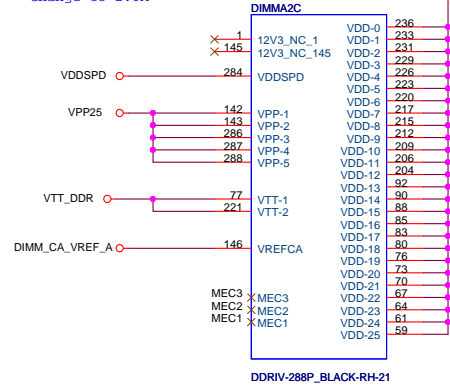 DIMMA2C
1 12V3_NC_1 VDD-0 236
145 12V3_NC_145 VDD-1 233
VDD-2 231
VDD-3 229
VDDSPD 284 VDDSPD VDD-4 226
VDD-5 223
VDD-6 220
VPP25 142 VPP-1 VDD-7 217
143 VPP-2 VDD-8 215
286 VPP-3 VDD-9 212
287 VPP-4 VDD-10 209
288 VPP-5 VDD-11 206
VDD-12 204
VDD-13 92
VTT_DDR 77 VTT-1 VDD-14 90
221 VTT-2 VDD-15 88
VDD-16 85
VDD-17 83
DIMM_CA_VREF_A 146 VREFCA VDD-18 80
VDD-19 76
VDD-20 73
VDD-21 70
MEC3 MEC3 VDD-22 67
MEC2 MEC2 VDD-23 64
MEC1 MEC1 VDD-24 61
VDD-25 59
DDRIV-288P_BLACK-RH-21